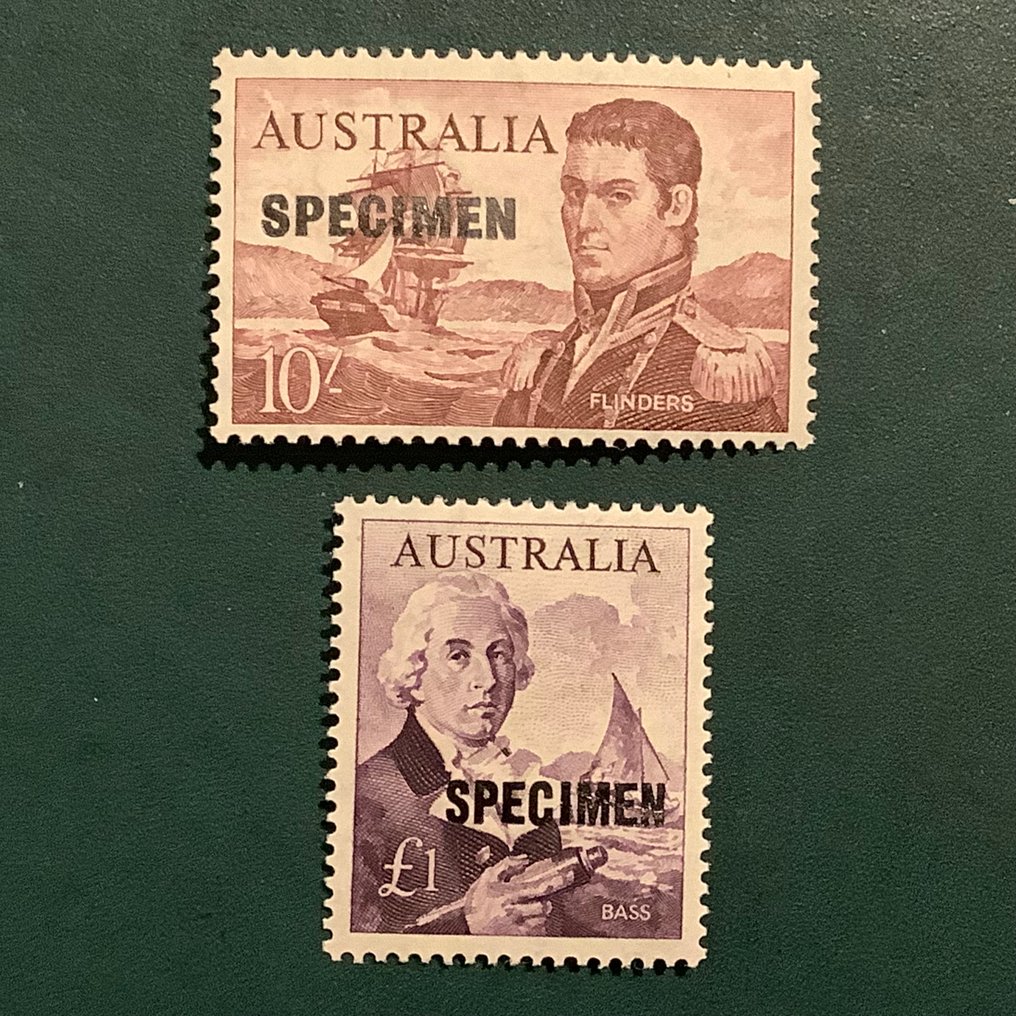 AUSTRALIA
SPECIMEN
10/-
FLINDERS
AUSTRALIA
SPECIMEN
£1
BASS